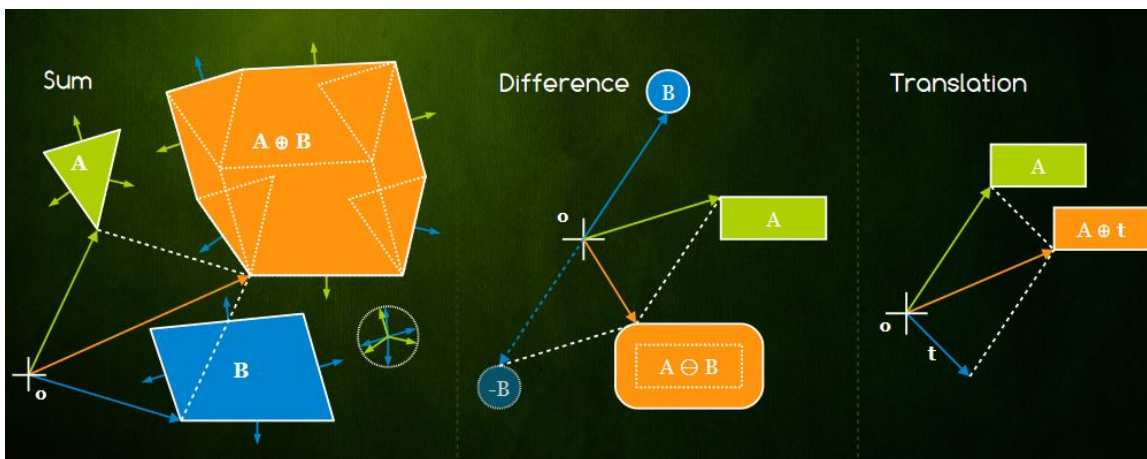 Sum
A
A ⊕ B
B
o
Difference
B
o
A
A ⊖ B
-B
Translation
A
A ⊕ t
o
t